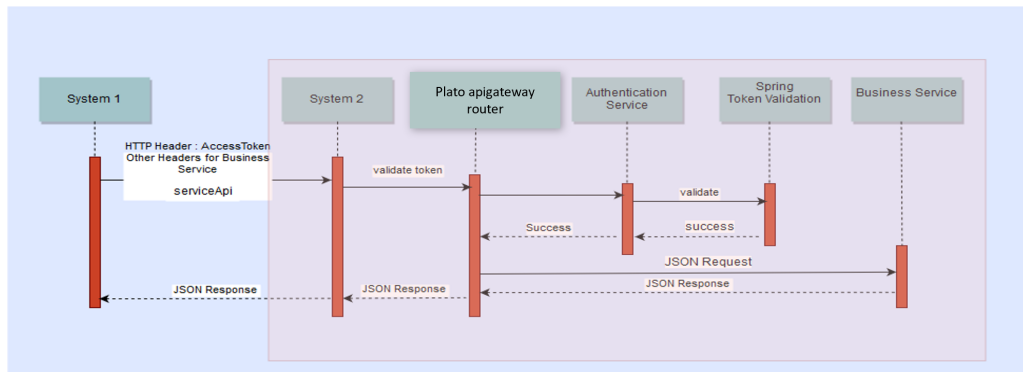 System 1
System 2
Plato apigateway
router
Authentication
Service
Spring
Token Validation
Business Service
HTTP Header : AccessToken
Other Headers for Business
Service
serviceApi
validate token
validate
Success
success
JSON Request
JSON Response
JSON Response
JSON Response